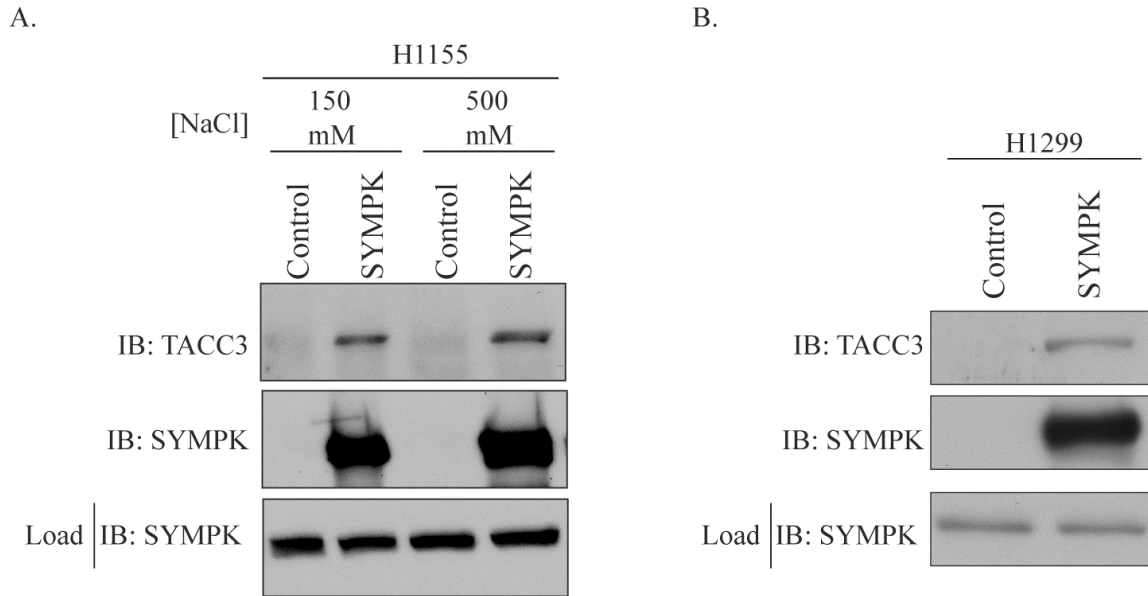 A.
H1155
[NaCl]
150
mM
500
mM
Control
SYMPK
Control
SYMPK
IB: TACC3
IB: SYMPK
Load IB: SYMPK
B.
H1299
Control
SYMPK
IB: TACC3
IB: SYMPK
Load IB: SYMPK